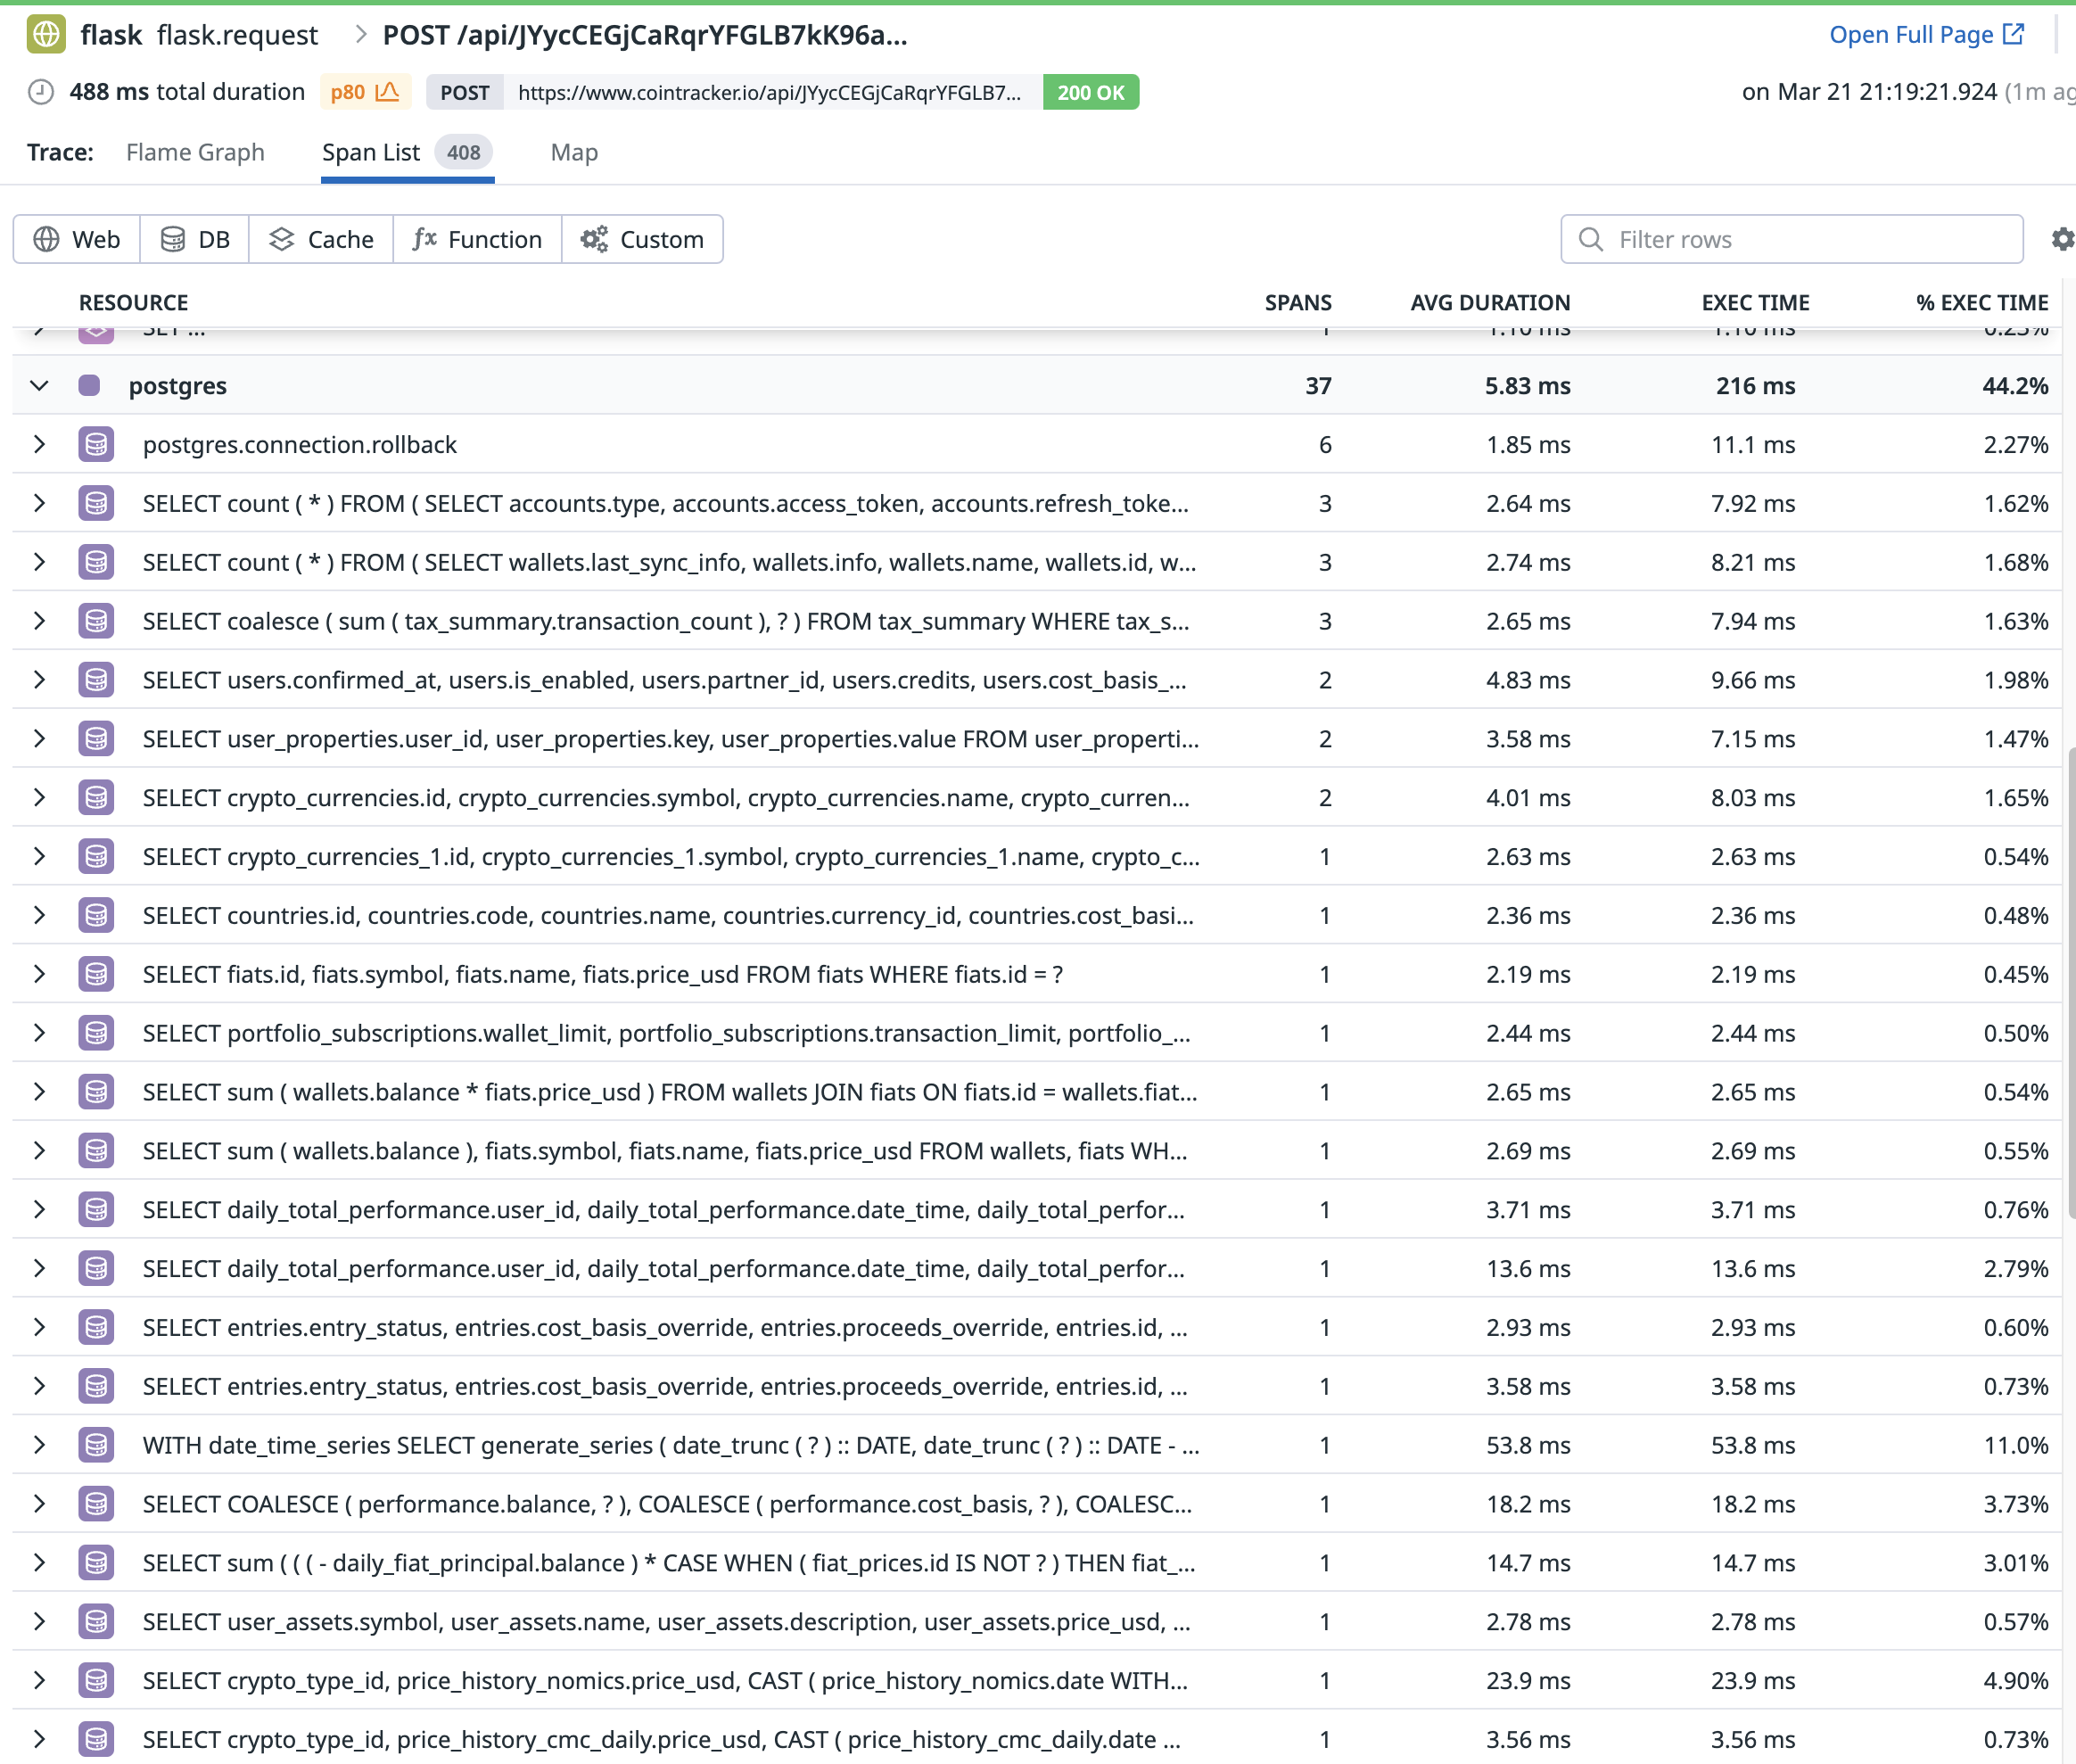 flask flask.request > POST /api/JYycCEGjCaRqrYFGLB7kK96a... Open Full Page
488 ms total duration p80 POST https://www.cointracker.io/api/JYycCEGjCaRqrYFGLB7... 200 OK on Mar 21 21:19:21.924 (1m ag
Trace: Flame Graph Span List 408 Map
Web DB Cache fx Function Custom Filter rows
RESOURCE SPANS AVG DURATION EXEC TIME % EXEC TIME
SET ... 1 1.10 ms 1.10 ms 0.23%
postgres 37 5.83 ms 216 ms 44.2%
postgres.connection.rollback 6 1.85 ms 11.1 ms 2.27%
SELECT count ( * ) FROM ( SELECT accounts.type, accounts.access_token, accounts.refresh_toke... 3 2.64 ms 7.92 ms 1.62%
SELECT count ( * ) FROM ( SELECT wallets.last_sync_info, wallets.info, wallets.name, wallets.id, w... 3 2.74 ms 8.21 ms 1.68%
SELECT coalesce ( sum ( tax_summary.transaction_count ), ? ) FROM tax_summary WHERE tax_s... 3 2.65 ms 7.94 ms 1.63%
SELECT users.confirmed_at, users.is_enabled, users.partner_id, users.credits, users.cost_basis_... 2 4.83 ms 9.66 ms 1.98%
SELECT user_properties.user_id, user_properties.key, user_properties.value FROM user_properti... 2 3.58 ms 7.15 ms 1.47%
SELECT crypto_currencies.id, crypto_currencies.symbol, crypto_currencies.name, crypto_curren... 2 4.01 ms 8.03 ms 1.65%
SELECT crypto_currencies_1.id, crypto_currencies_1.symbol, crypto_currencies_1.name, crypto_c... 1 2.63 ms 2.63 ms 0.54%
SELECT countries.id, countries.code, countries.name, countries.currency_id, countries.cost_basi... 1 2.36 ms 2.36 ms 0.48%
SELECT fiats.id, fiats.symbol, fiats.name, fiats.price_usd FROM fiats WHERE fiats.id = ? 1 2.19 ms 2.19 ms 0.45%
SELECT portfolio_subscriptions.wallet_limit, portfolio_subscriptions.transaction_limit, portfolio_... 1 2.44 ms 2.44 ms 0.50%
SELECT sum ( wallets.balance * fiats.price_usd ) FROM wallets JOIN fiats ON fiats.id = wallets.fiat... 1 2.65 ms 2.65 ms 0.54%
SELECT sum ( wallets.balance ), fiats.symbol, fiats.name, fiats.price_usd FROM wallets, fiats WH... 1 2.69 ms 2.69 ms 0.55%
SELECT daily_total_performance.user_id, daily_total_performance.date_time, daily_total_perfor... 1 3.71 ms 3.71 ms 0.76%
SELECT daily_total_performance.user_id, daily_total_performance.date_time, daily_total_perfor... 1 13.6 ms 13.6 ms 2.79%
SELECT entries.entry_status, entries.cost_basis_override, entries.proceeds_override, entries.id, ... 1 2.93 ms 2.93 ms 0.60%
SELECT entries.entry_status, entries.cost_basis_override, entries.proceeds_override, entries.id, ... 1 3.58 ms 3.58 ms 0.73%
WITH date_time_series SELECT generate_series ( date_trunc ( ? ) :: DATE, date_trunc ( ? ) :: DATE - ... 1 53.8 ms 53.8 ms 11.0%
SELECT COALESCE ( performance.balance, ? ), COALESCE ( performance.cost_basis, ? ), COALESC... 1 18.2 ms 18.2 ms 3.73%
SELECT sum ( ( ( - daily_fiat_principal.balance ) * CASE WHEN ( fiat_prices.id IS NOT ? ) THEN fiat_... 1 14.7 ms 14.7 ms 3.01%
SELECT user_assets.symbol, user_assets.name, user_assets.description, user_assets.price_usd, ... 1 2.78 ms 2.78 ms 0.57%
SELECT crypto_type_id, price_history_nomics.price_usd, CAST ( price_history_nomics.date WITH... 1 23.9 ms 23.9 ms 4.90%
SELECT crypto_type_id, price_history_cmc_daily.price_usd, CAST ( price_history_cmc_daily.date ... 1 3.56 ms 3.56 ms 0.73%